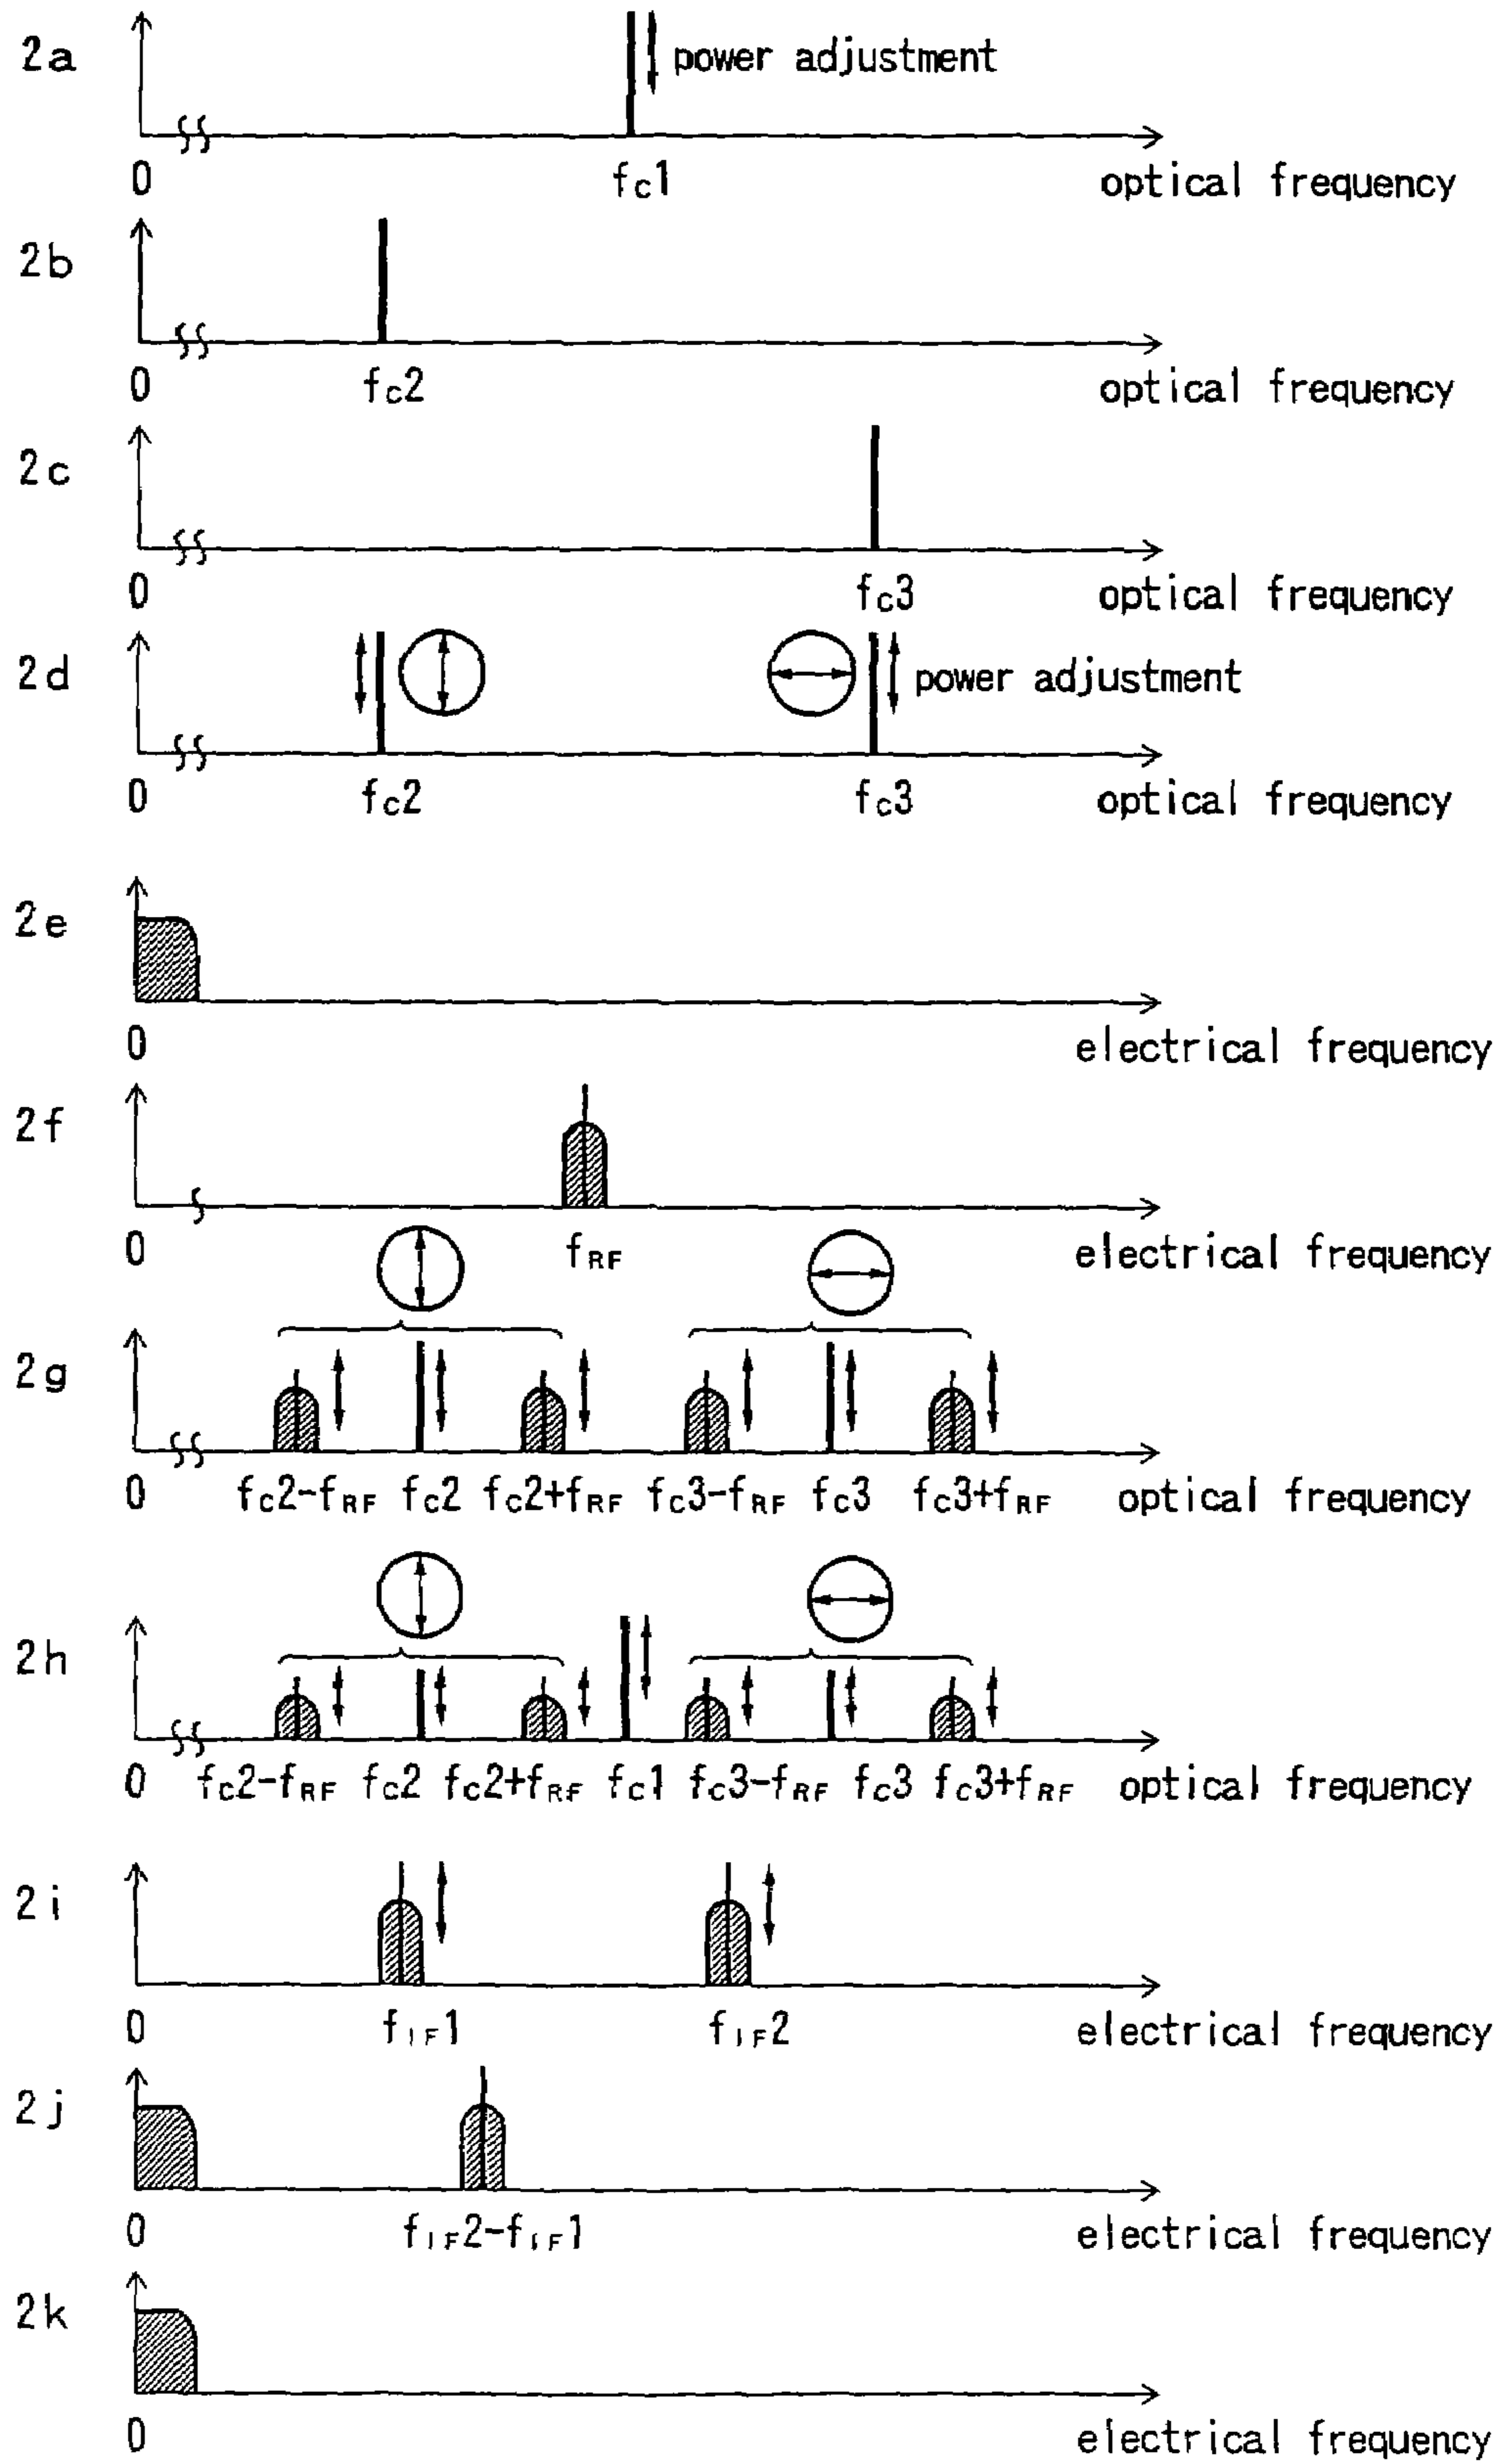 2a
power adjustment
0 fc1 optical frequency
2b
0 fc2 optical frequency
2c
0 fc3 optical frequency
2d
power adjustment
0 fc2 fc3 optical frequency
2e
0 electrical frequency
2f
0 fRF electrical frequency
2g
0 fc2-fRF fc2 fc2+fRF fc3-fRF fc3 fc3+fRF optical frequency
2h
0 fc2-fRF fc2 fc2+fRF fc1 fc3-fRF fc3 fc3+fRF optical frequency
2i
0 fIF1 fIF2 electrical frequency
2j
0 fIF2-fIF1 electrical frequency
2k
0 electrical frequency